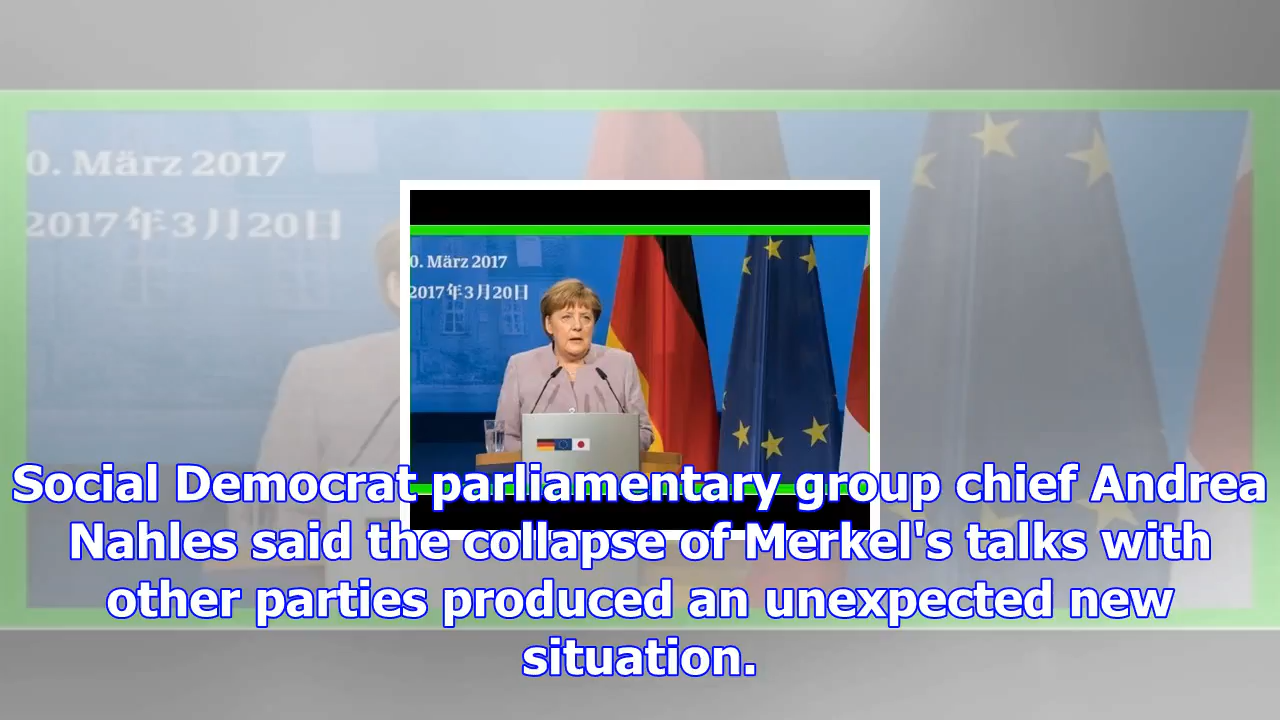 0. März 2017
2017年3月20日
0. März 2017
2017年3月20日
Social Democrat parliamentary group chief Andrea
Nahles said the collapse of Merkel's talks with
other parties produced an unexpected new
situation.